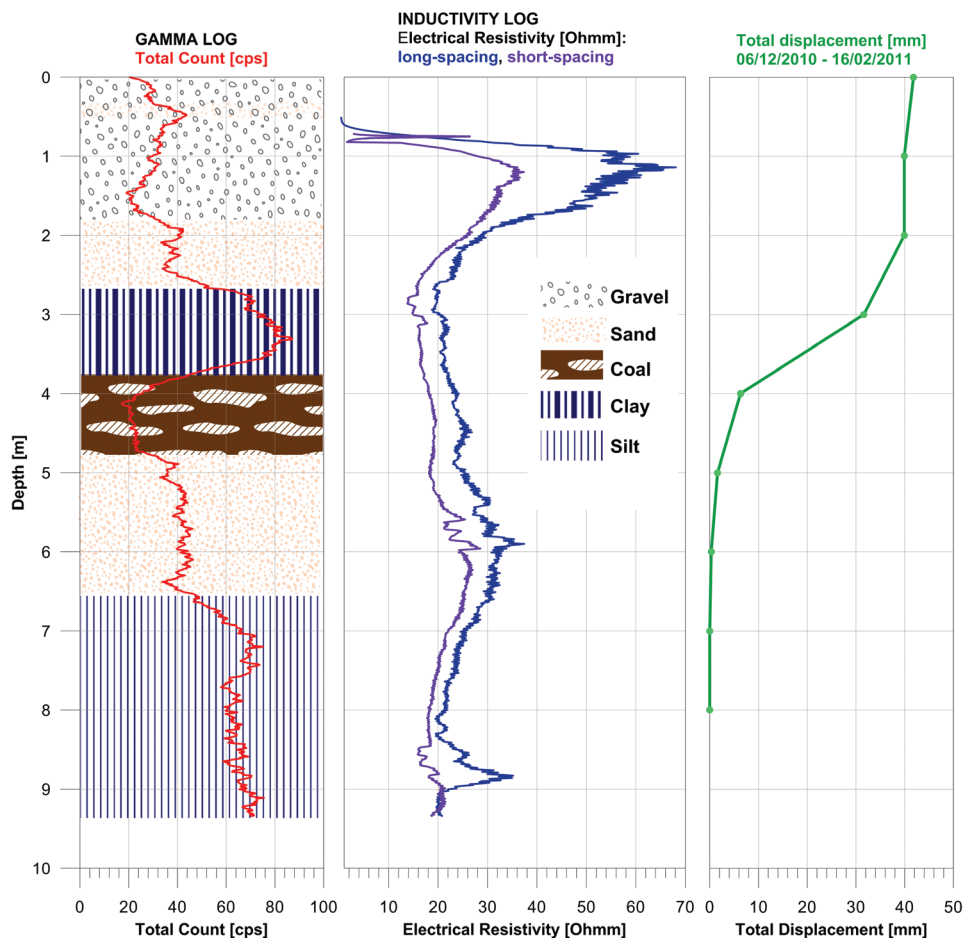 GAMMA LOG
Total Count [cps]
INDUCTIVITY LOG
Electrical Resistivity [Ohmm]:
long-spacing, short-spacing
Total displacement [mm]
06/12/2010 - 16/02/2011
Depth [m]
0
1
2
3
4
5
6
7
8
9
10
Gravel
Sand
Coal
Clay
Silt
0 20 40 60 80 100
Total Count [cps]
0 10 20 30 40 50 60 70
Electrical Resistivity [Ohmm]
0 10 20 30 40 50
Total Displacement [mm]